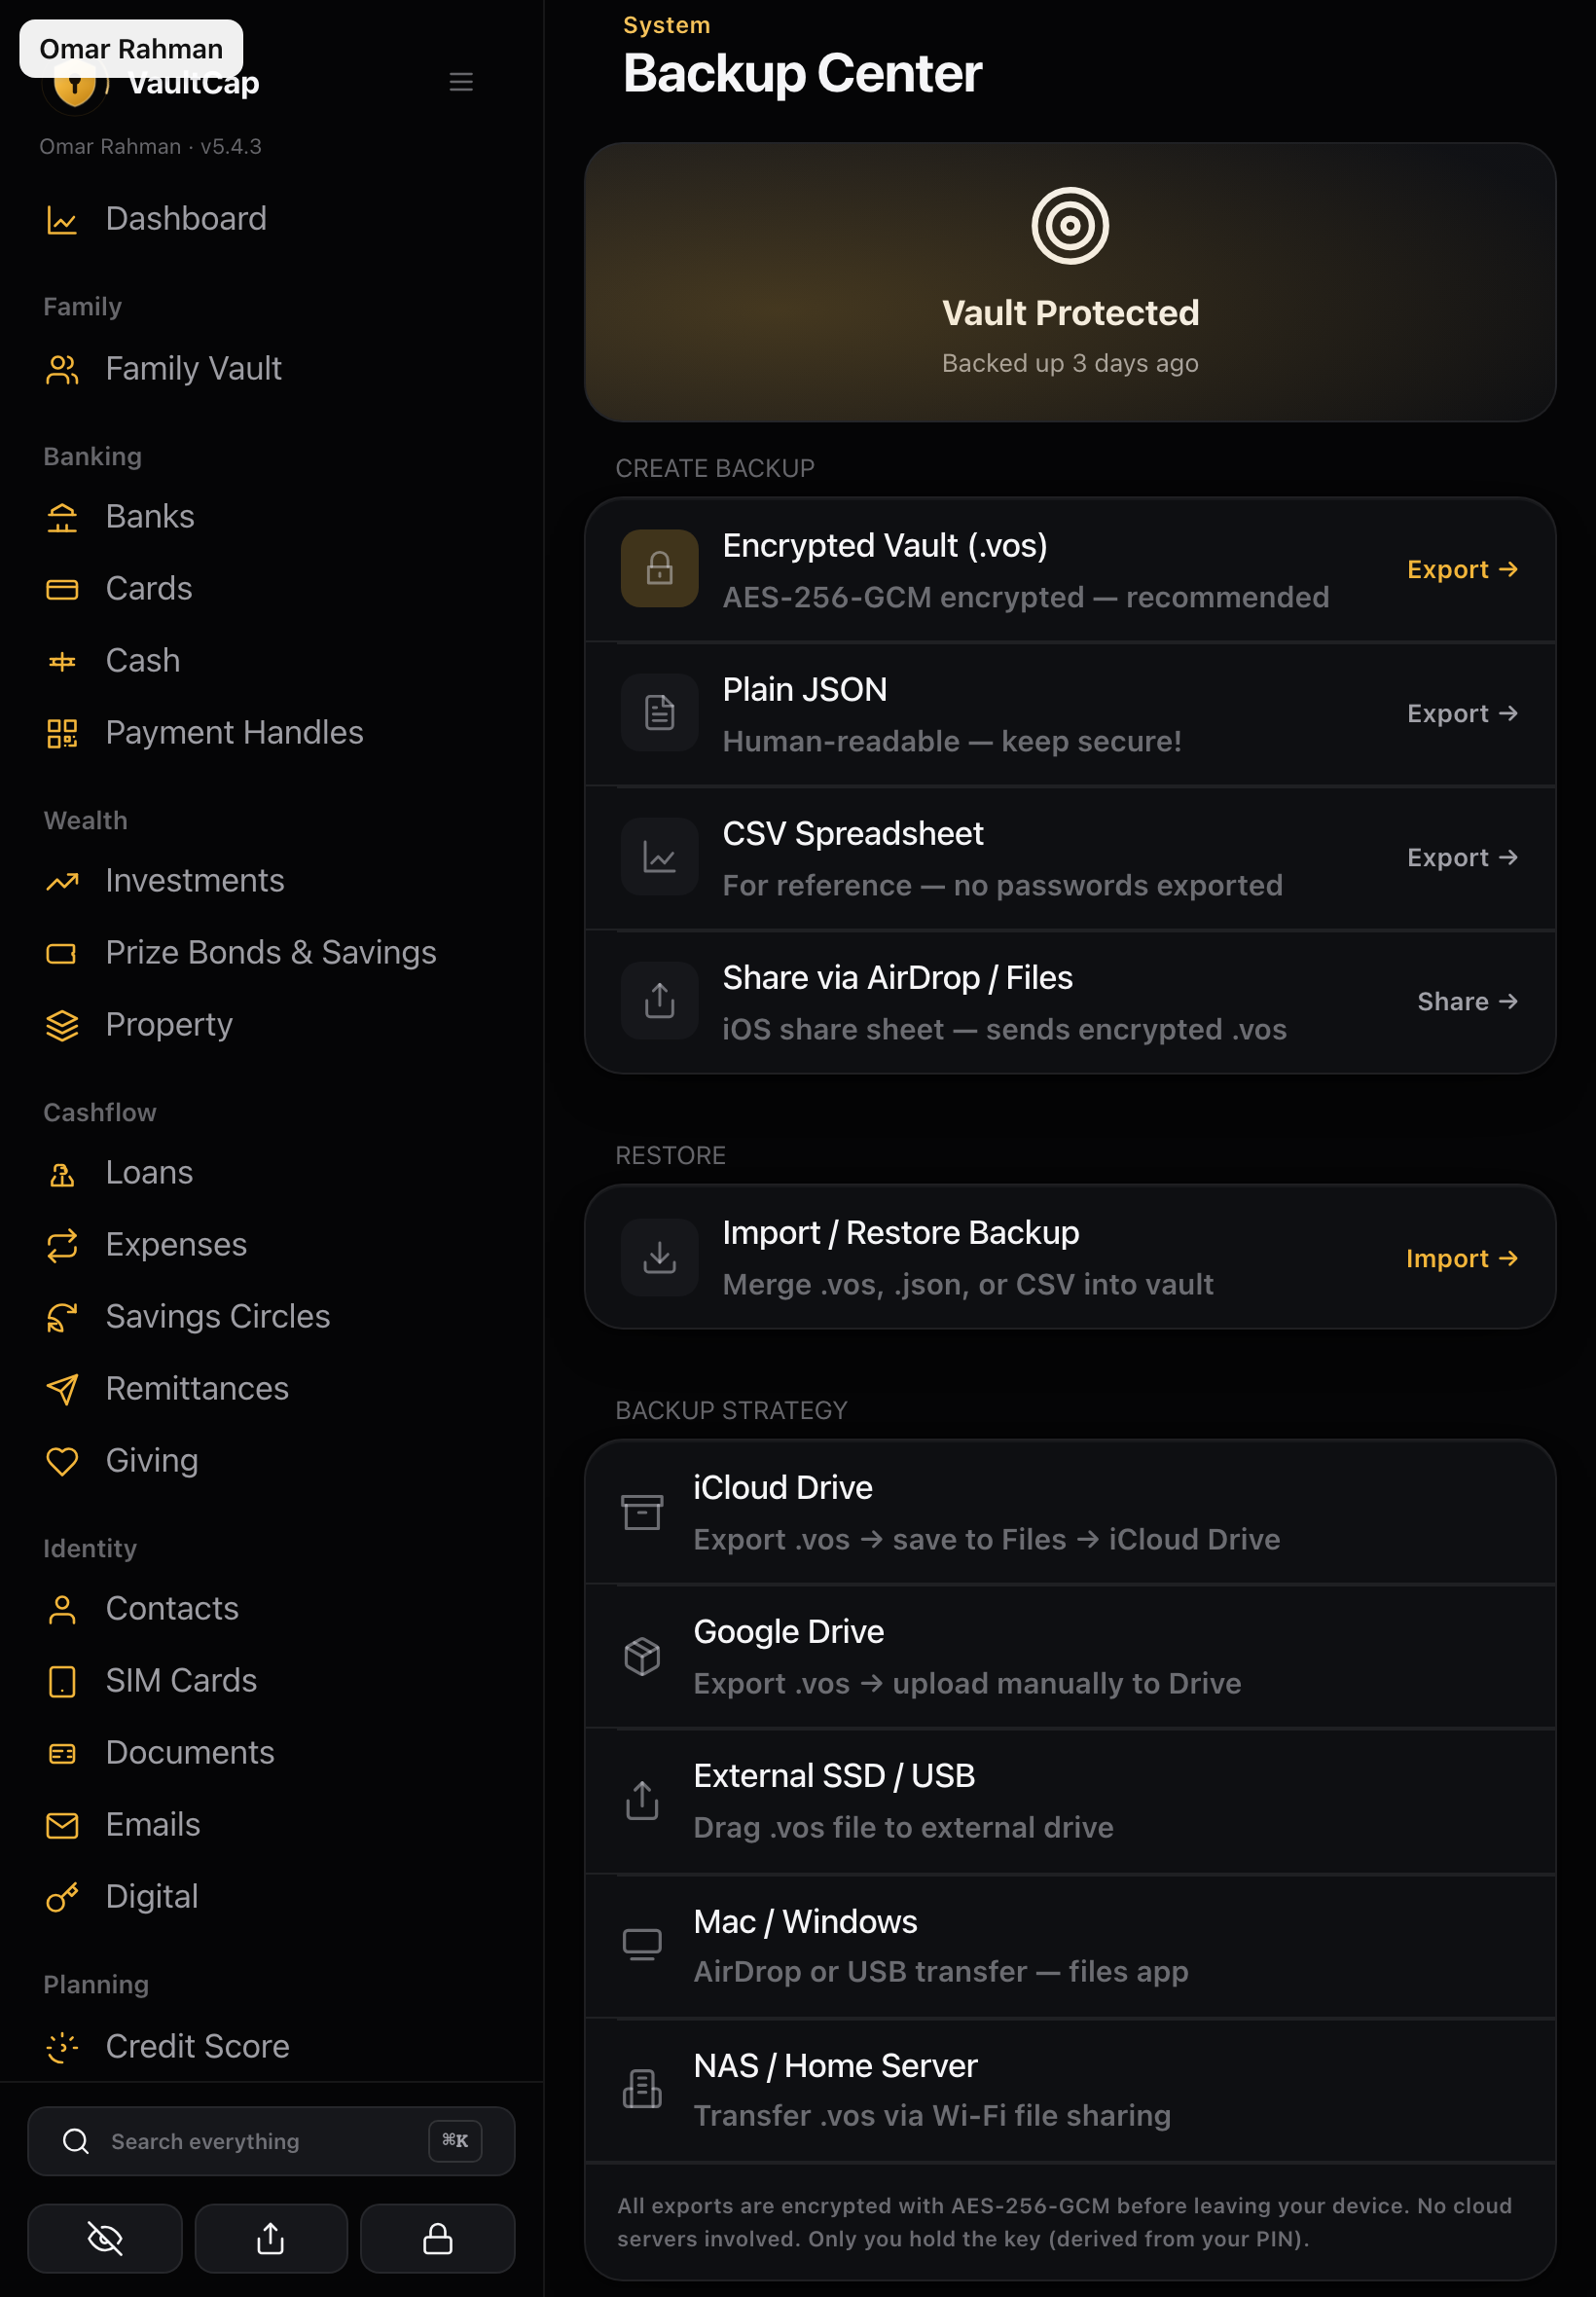 Omar Rahman
VaultCap
Omar Rahman · v5.4.3
Dashboard
Family
Family Vault
Banking
Banks
Cards
Cash
Payment Handles
Wealth
Investments
Prize Bonds & Savings
Property
Cashflow
Loans
Expenses
Savings Circles
Remittances
Giving
Identity
Contacts
SIM Cards
Documents
Emails
Digital
Planning
Credit Score
Search everything
⌘K
System
Backup Center
Vault Protected
Backed up 3 days ago
CREATE BACKUP
Encrypted Vault (.vos)
AES-256-GCM encrypted — recommended
Export →
Plain JSON
Human-readable — keep secure!
Export →
CSV Spreadsheet
For reference — no passwords exported
Export →
Share via AirDrop / Files
iOS share sheet — sends encrypted .vos
Share →
RESTORE
Import / Restore Backup
Merge .vos, .json, or CSV into vault
Import →
BACKUP STRATEGY
iCloud Drive
Export .vos → save to Files → iCloud Drive
Google Drive
Export .vos → upload manually to Drive
External SSD / USB
Drag .vos file to external drive
Mac / Windows
AirDrop or USB transfer — files app
NAS / Home Server
Transfer .vos via Wi-Fi file sharing
All exports are encrypted with AES-256-GCM before leaving your device. No cloud
servers involved. Only you hold the key (derived from your PIN).